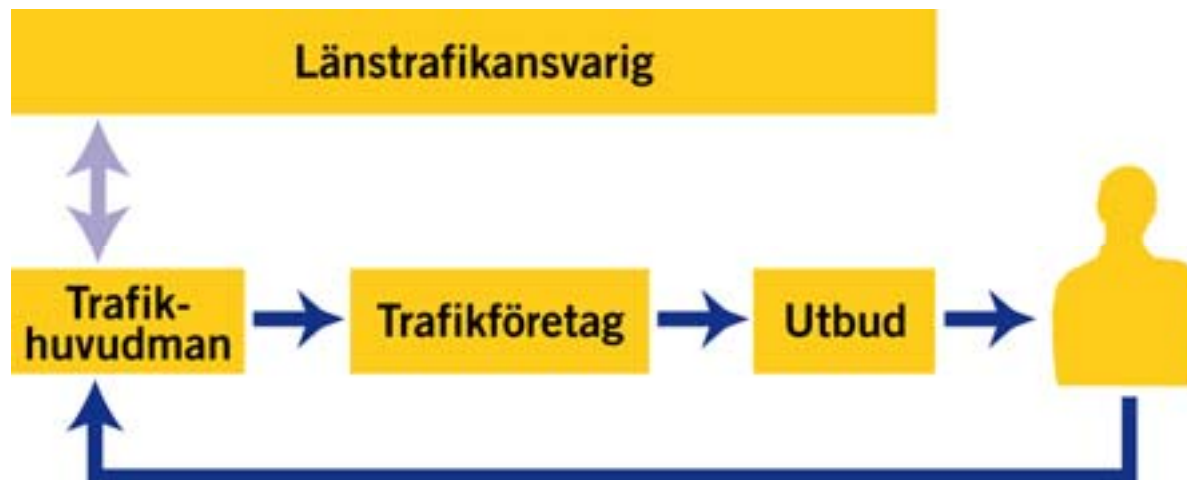 Länstrafikansvarig
Trafik-
huvudman
Trafikföretag
Utbud